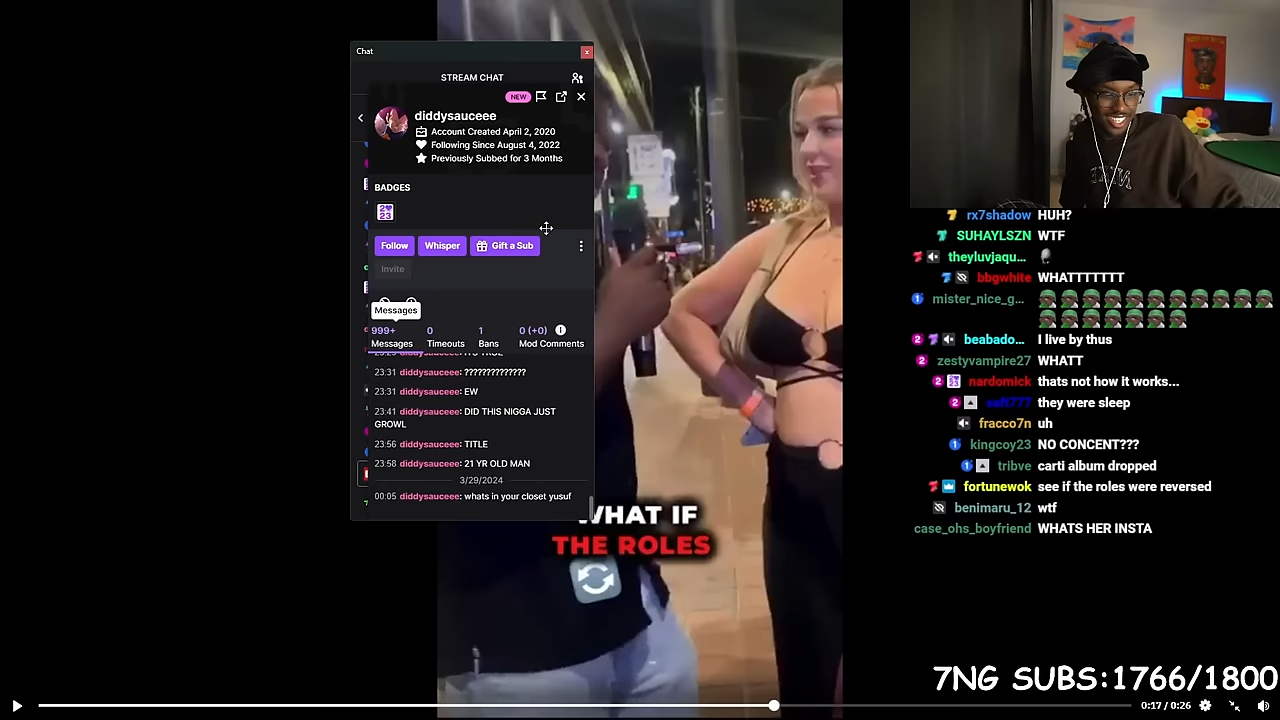 Chat
STREAM CHAT
NEW
diddysauceee
Account Created April 2, 2020
Following Since August 4, 2022
Previously Subbed for 3 Months
BADGES
2 23
Follow Whisper Gift a Sub
Invite
Messages
999+ 0 1 0 (+0)
Messages Timeouts Bans Mod Comments
23:31 diddysauceee: ??????????????
23:31 diddysauceee: EW
23:41 diddysauceee: DID THIS NIGGA JUST
GROWL
23:56 diddysauceee: TITLE
23:58 diddysauceee: 21 YR OLD MAN
3/29/2024
00:05 diddysauceee: whats in your closet yusuf
WHAT IF
THE ROLES
rx7shadow HUH?
SUHAYLSZN WTF
theyluvjaqu...
bbgwhite WHATTTTTT
mister_nice_g...
beabado... I live by thus
zestyvampire27 WHATT
nardomick thats not how it works...
they were sleep
fracco7n uh
kingcoy23 NO CONCENT???
tribve carti album dropped
fortunewok see if the roles were reversed
benimaru_12 wtf
case_ohs_boyfriend WHATS HER INSTA
7NG SUBS:1766/1800
0:17 / 0:26